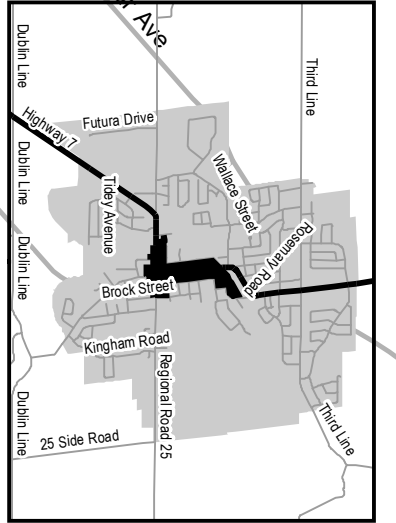 Ave
Dublin Line
Third Line
Highway 7
Futura Drive
Dublin Line
Tidey Avenue
Wallace Street
Rosemary Road
Dublin Line
Brock Street
Kingham Road
Regional Road 25
Dublin Line
25 Side Road
Third Line